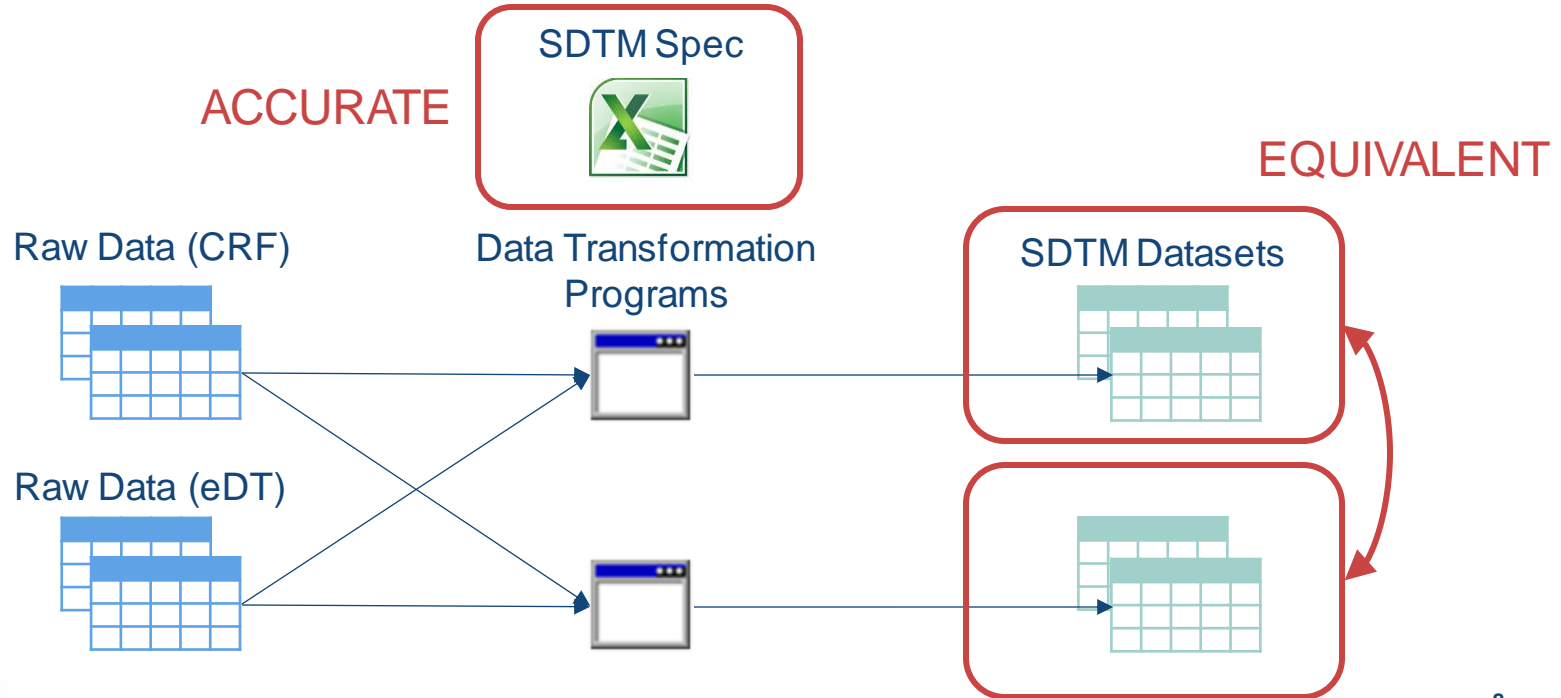 SDTM Spec
ACCURATE
EQUIVALENT
Raw Data (CRF)
Data Transformation
Programs
SDTM Datasets
Raw Data (eDT)